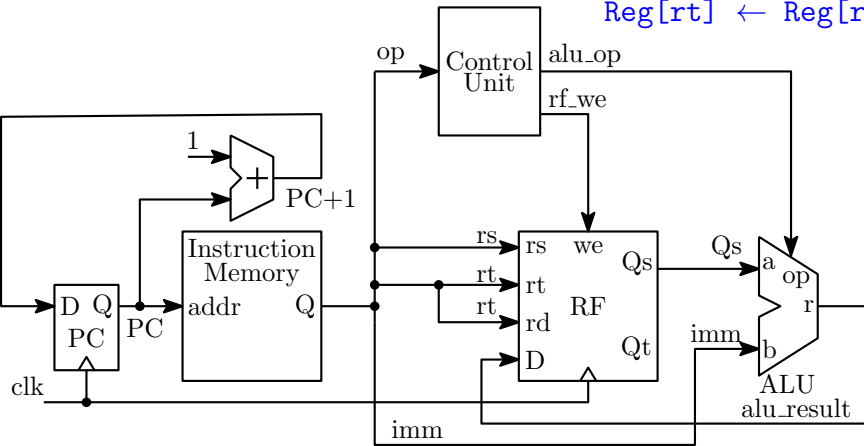 Reg[rt] ← Reg[r
op
Control
Unit
alu_op
rf_we
1
+
PC+1
Instruction
Memory
addr
Q
D Q
PC
PC
clk
rs
rt
rt
rs
rt
rd
D
we
RF
Qs
Qt
Qs
imm
a
op
r
b
ALU
alu_result
imm